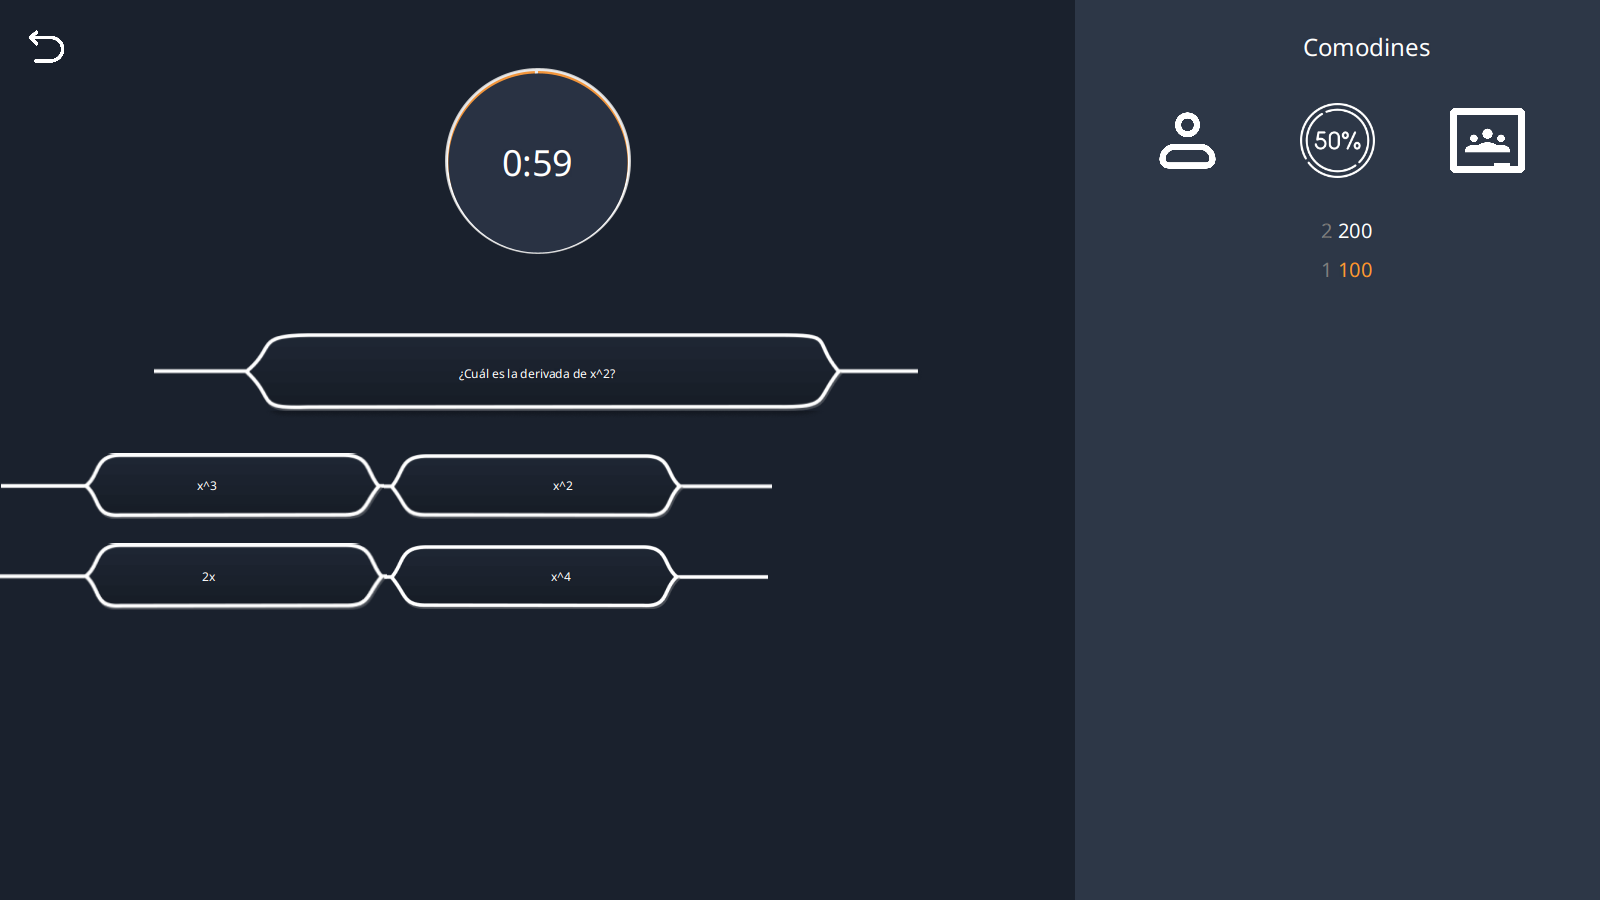 Comodines
50%
0:59
2 200
1 100
¿Cuál es la derivada de x^2?
x^3
x^2
2x
x^4